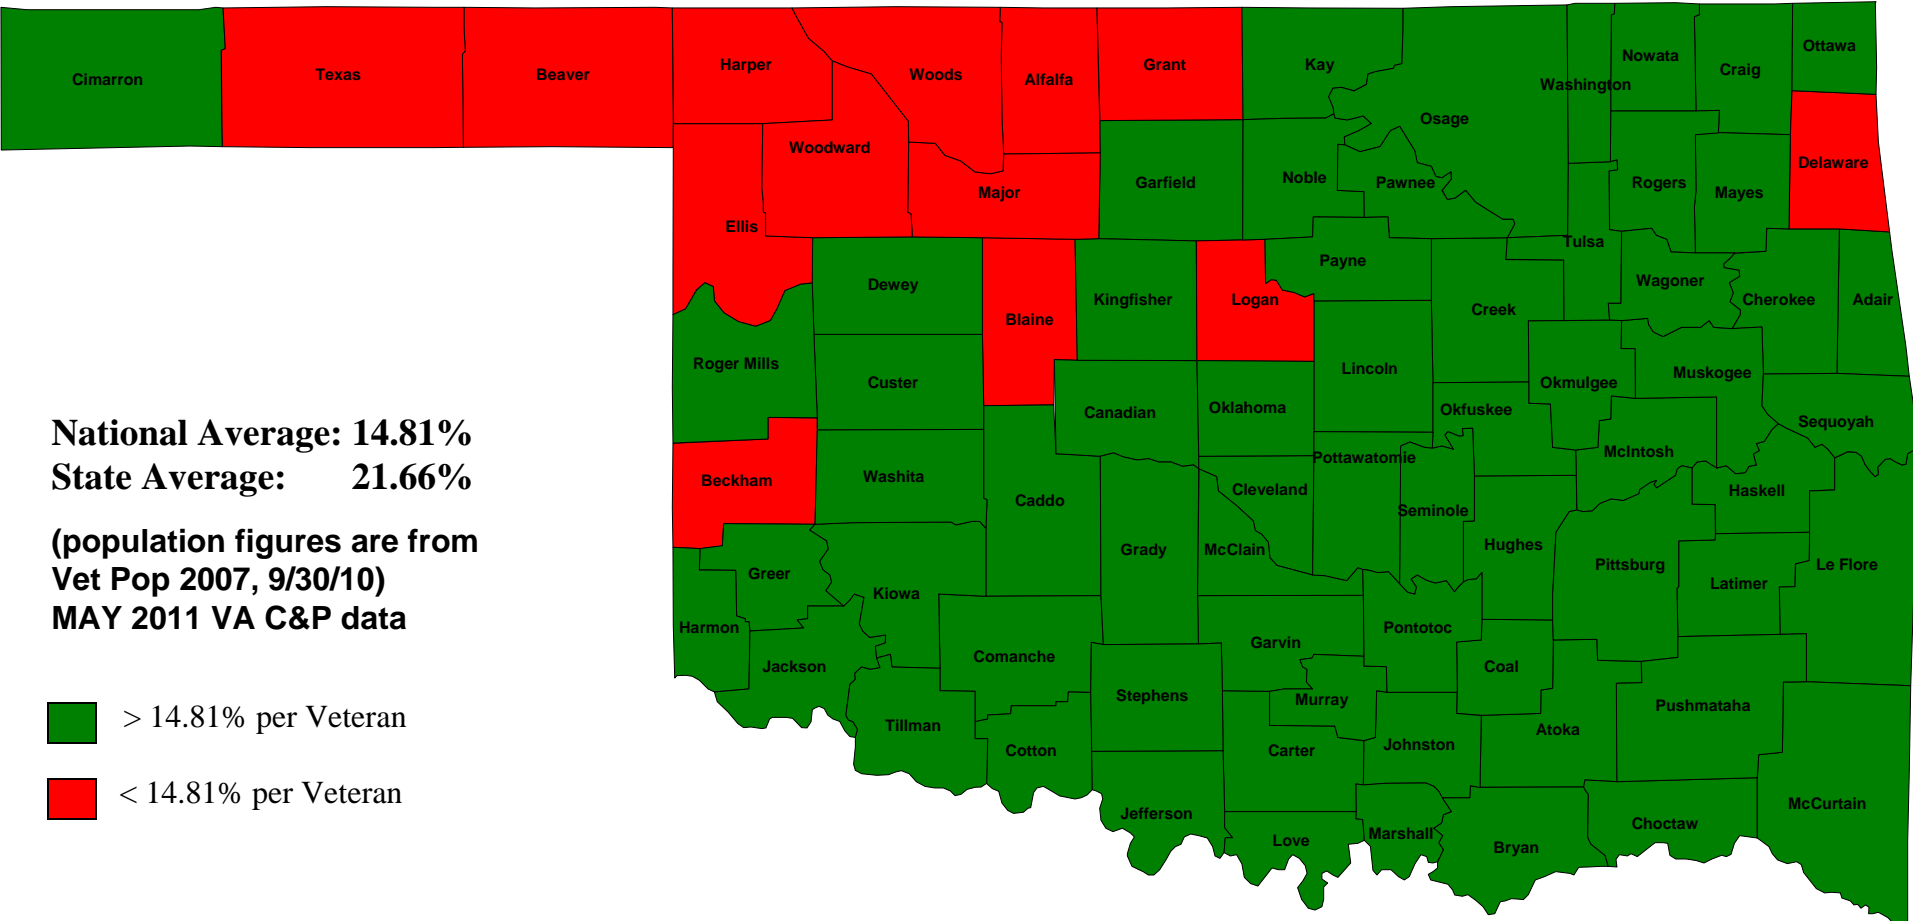 Cimarron
Texas
Beaver
Harper
Woods
Alfalfa
Grant
Kay
Osage
Washington
Nowata
Craig
Ottawa
Delaware
Woodward
Ellis
Major
Garfield
Noble
Pawnee
Rogers
Mayes
Tulsa
Dewey
Blaine
Kingfisher
Logan
Payne
Creek
Wagoner
Cherokee
Adair
Roger Mills
Custer
Canadian
Oklahoma
Lincoln
Okfuskee
Okmulgee
Muskogee
Sequoyah
Beckham
Washita
Caddo
Grady
McClain
Cleveland
Pottawatomie
Seminole
Hughes
McIntosh
Haskell
Pittsburg
Latimer
Le Flore
Greer
Harmon
Kiowa
Jackson
Comanche
Tillman
Cotton
Stephens
Garvin
Murray
Pontotoc
Coal
Carter
Johnston
Atoka
Pushmataha
Jefferson
Love
Marshall
Bryan
Choctaw
McCurtain
National Average: 14.81%
State Average: 21.66%
(population figures are from
Vet Pop 2007, 9/30/10)
MAY 2011 VA C&P data
> 14.81% per Veteran
< 14.81% per Veteran